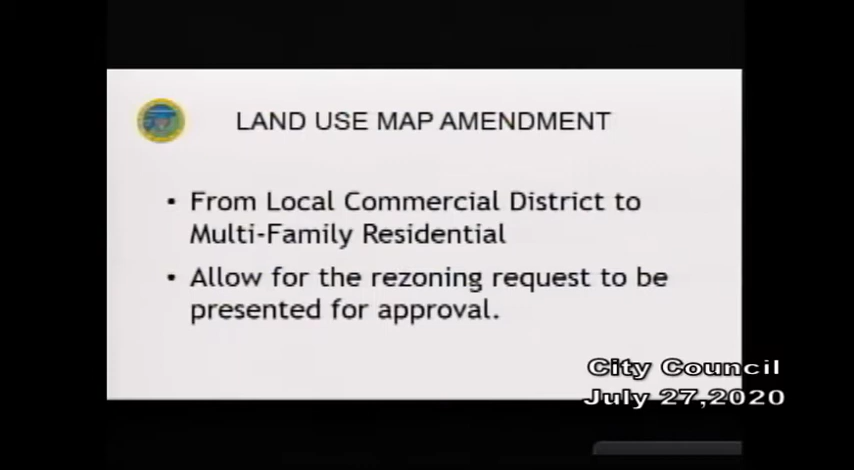 LAND USE MAP AMENDMENT
• From Local Commercial District to
Multi-Family Residential
• Allow for the rezoning request to be
presented for approval.
City Council
July 27,2020